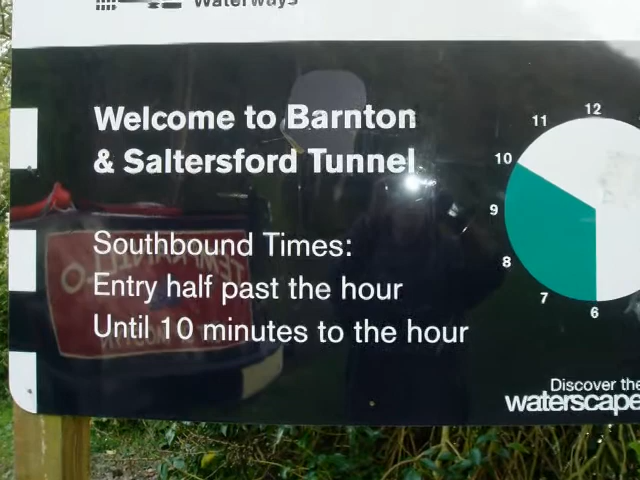 Waterways
Welcome to Barnton
& Saltersford Tunnel
Southbound Times:
Entry half past the hour
Until 10 minutes to the hour
12
11
10
9
8
7
6
Discover the
waterscape